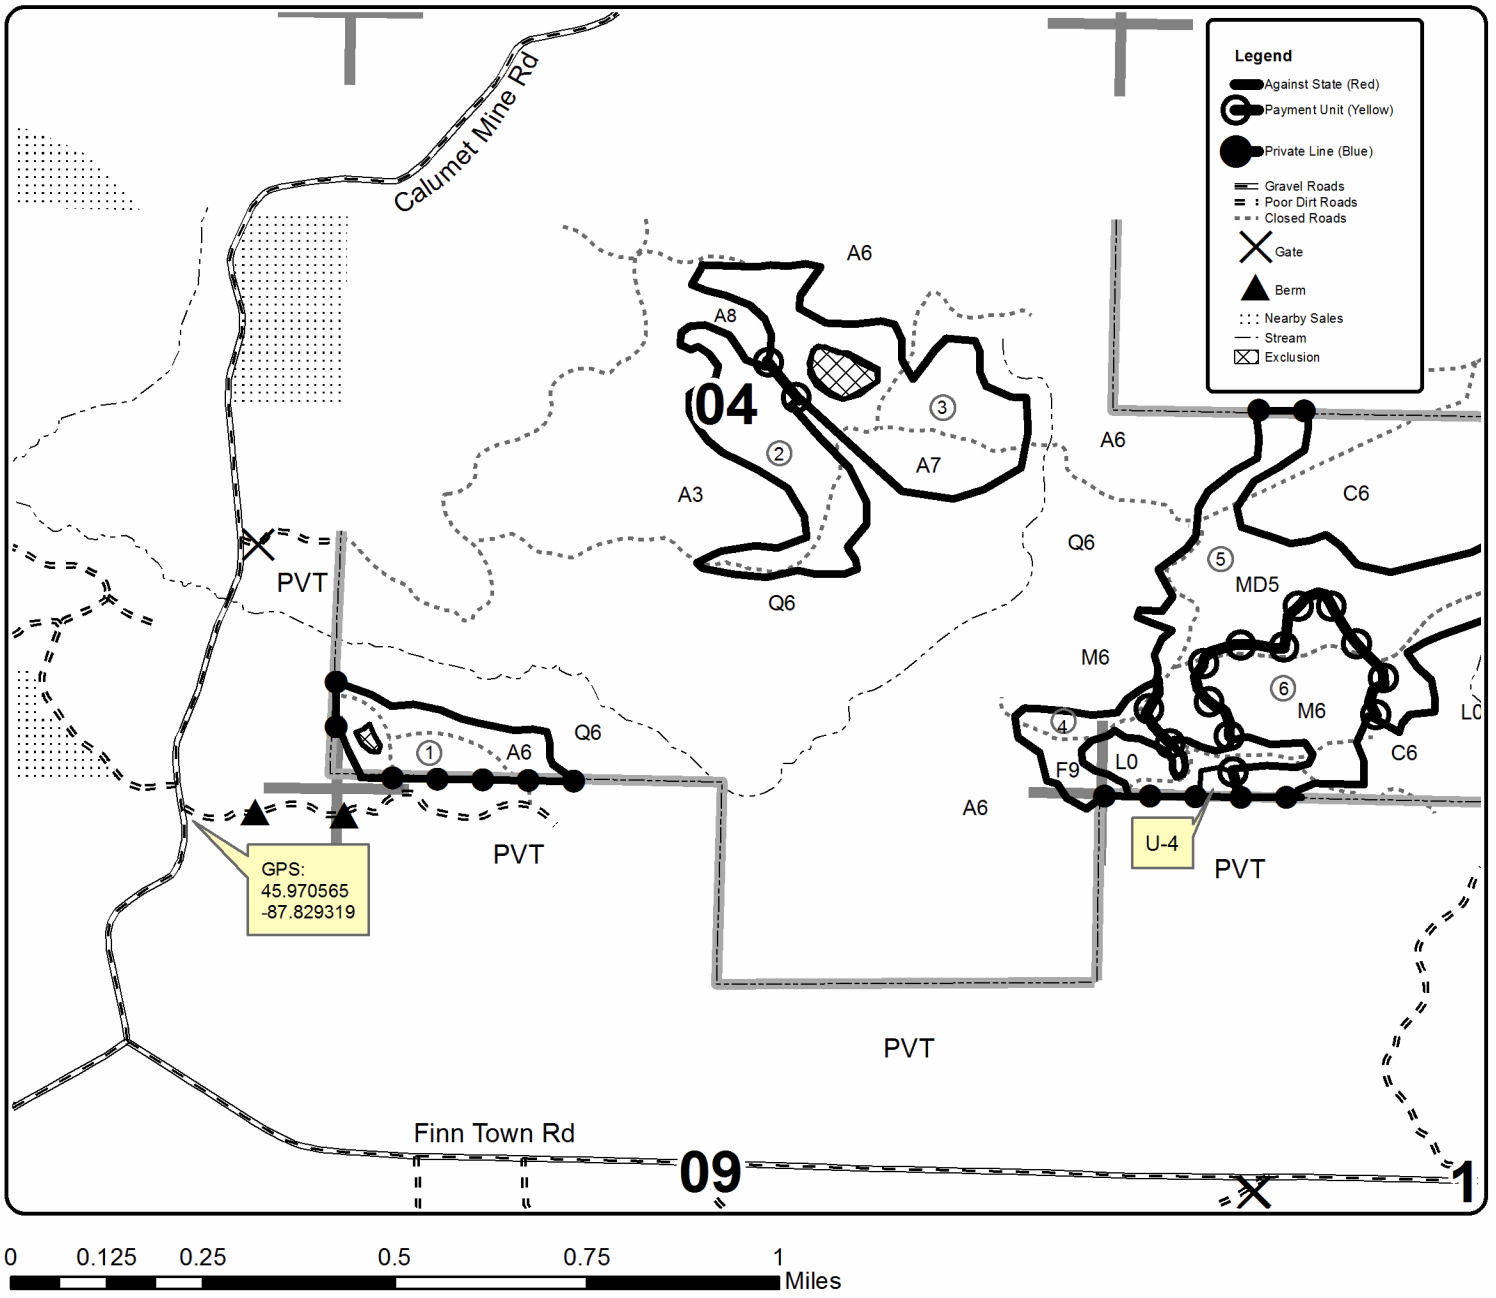 Calumet Mine Rd
Legend
Against State (Red)
Payment Unit (Yellow)
Private Line (Blue)
Gravel Roads
Poor Dirt Roads
Closed Roads
Gate
Berm
Nearby Sales
Stream
Exclusion
A6
A8
04
3
2
A7
A3
A6
C6
Q6
5
MD5
PVT
Q6
M6
6
M6
L0
4
Q6
1
A6
F9
L0
C6
A6
U-4
PVT
PVT
GPS:
45.970565
-87.829319
PVT
Finn Town Rd
09
1
0 0.125 0.25 0.5 0.75 1
Miles